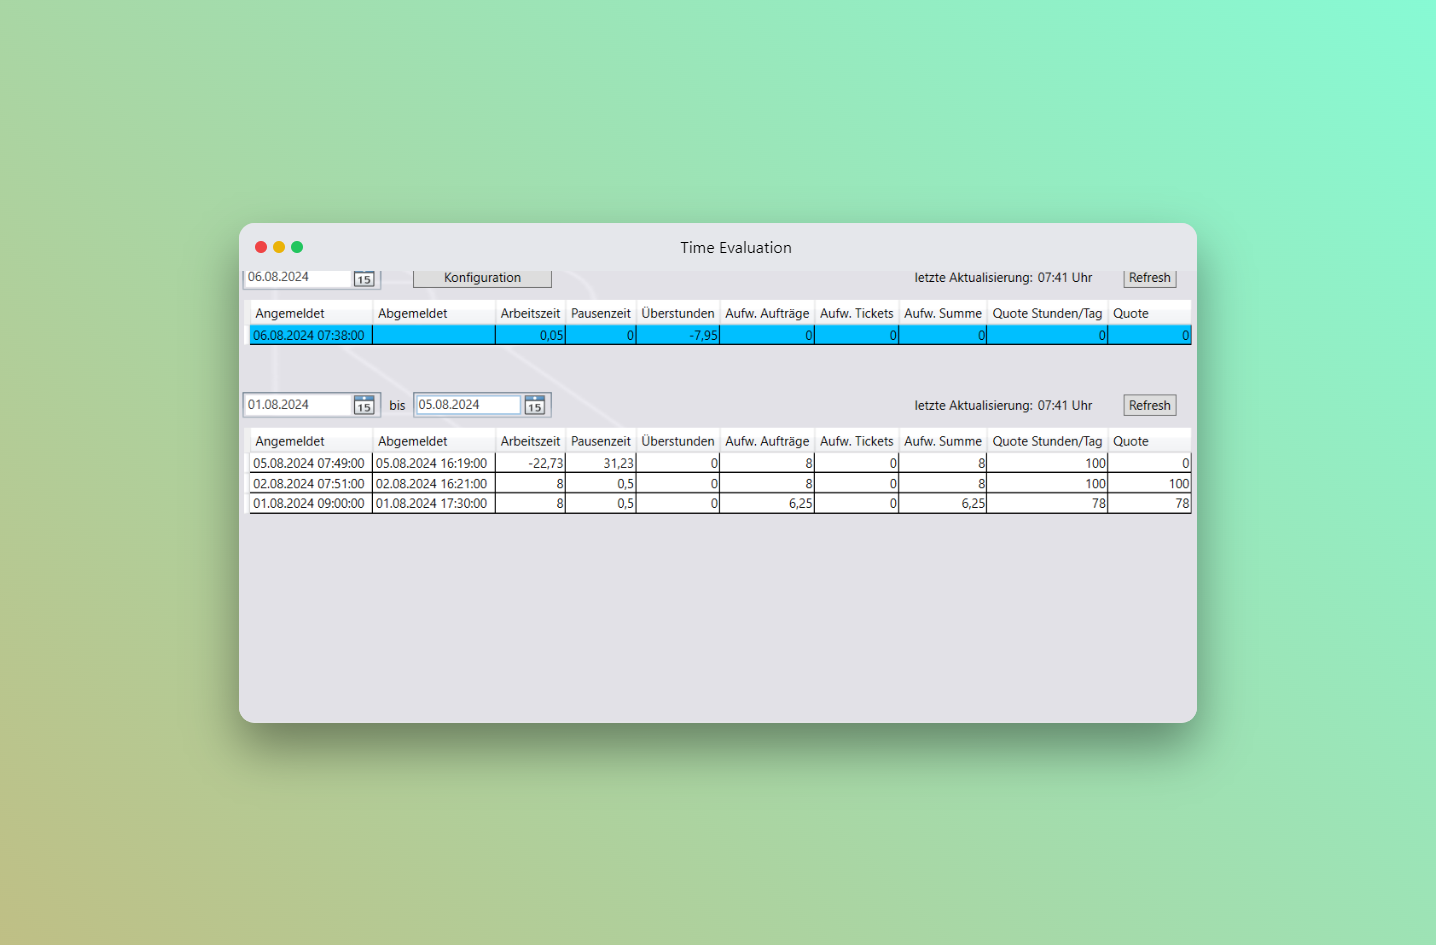 Time Evaluation
06.08.2024 15 Konfiguration letzte Aktualisierung: 07:41 Uhr Refresh
Angemeldet Abgemeldet Arbeitszeit Pausenzeit Überstunden Aufw. Aufträge Aufw. Tickets Aufw. Summe Quote Stunden/Tag Quote
06.08.2024 07:38:00 0,05 0 -7,95 0 0 0 0 0
01.08.2024 15 bis 05.08.2024 15 letzte Aktualisierung: 07:41 Uhr Refresh
Angemeldet Abgemeldet Arbeitszeit Pausenzeit Überstunden Aufw. Aufträge Aufw. Tickets Aufw. Summe Quote Stunden/Tag Quote
05.08.2024 07:49:00 05.08.2024 16:19:00 -22,73 31,23 0 8 0 8 100 0
02.08.2024 07:51:00 02.08.2024 16:21:00 8 0,5 0 8 0 8 100 100
01.08.2024 09:00:00 01.08.2024 17:30:00 8 0,5 0 6,25 0 6,25 78 78